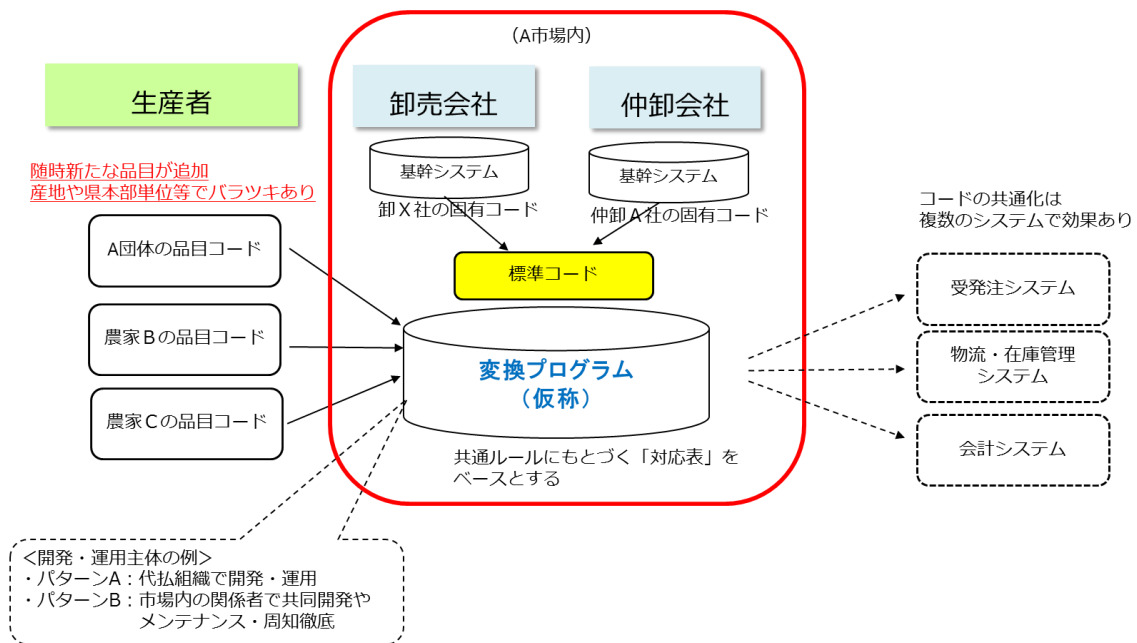 （A市場内）
生産者
卸売会社
仲卸会社
随時新たな品目が追加
産地や県本部単位等でバラツキあり
基幹システム
基幹システム
卸Ｘ社の固有コード
仲卸Ａ社の固有コード
A団体の品目コード
農家Ｂの品目コード
農家Ｃの品目コード
標準コード
変換プログラム
（仮称）
共通ルールにもとづく「対応表」を
ベースとする
コードの共通化は
複数のシステムで効果あり
受発注システム
物流・在庫管理
システム
会計システム
＜開発・運用主体の例＞
・パターンA：代払組織で開発・運用
・パターンB：市場内の関係者で共同開発や
メンテナンス・周知徹底